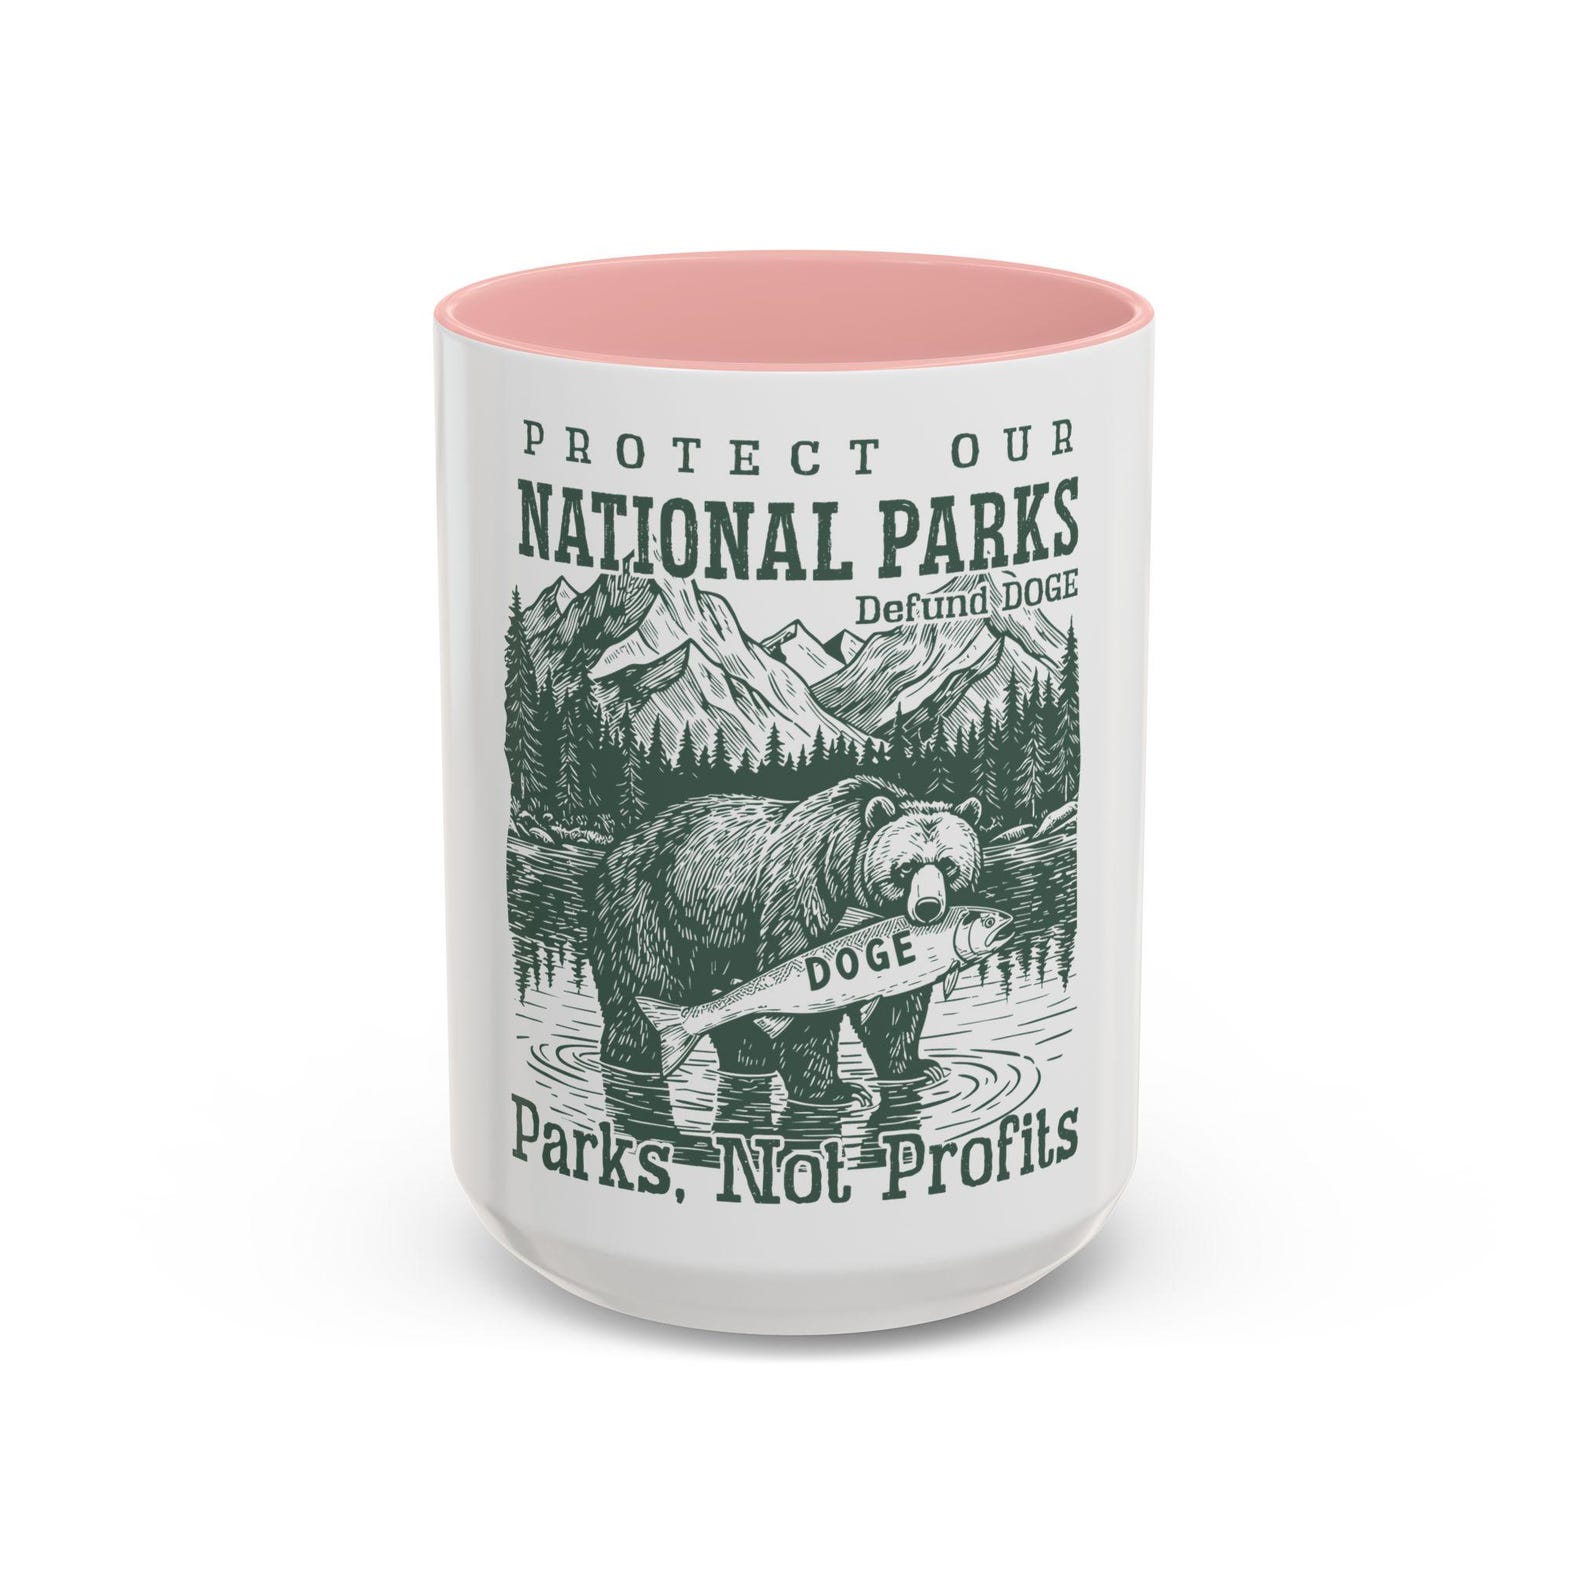 PROTECT OUR
NATIONAL PARKS
Defund DOGE
DOGE
Parks, Not Profits